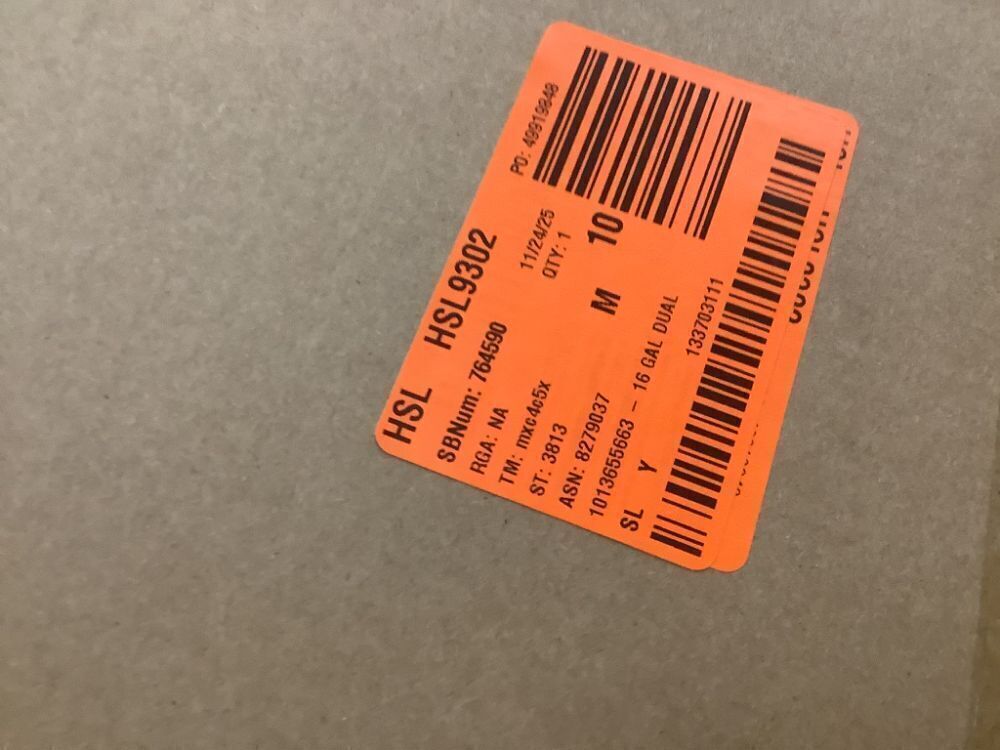 HSL HSL9302
SBNum: 764590
RGA: NA 11/24/25 PO: 49919848
TM: mxc4c5x QTY: 1
ST: 3813
ASN: 8279037 M 10
1013655663 – 16 GAL DUAL
SL Y
133703111